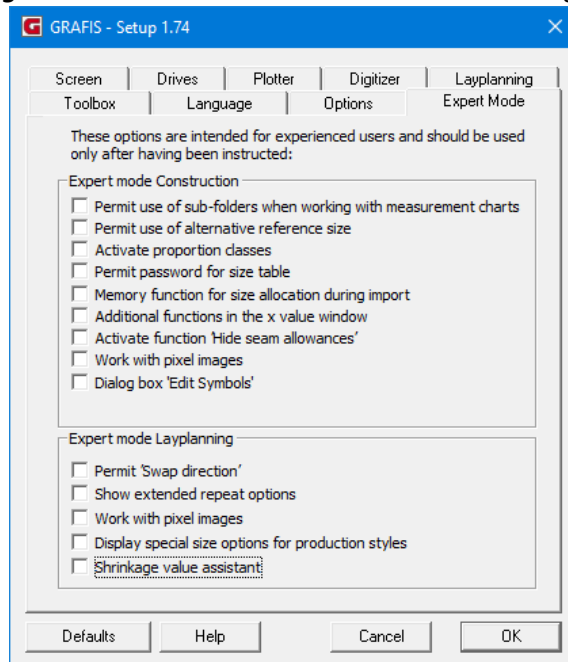 GRAFIS - Setup 1.74
Screen Drives Plotter Digitizer Layplanning
Toolbox Language Options Expert Mode
These options are intended for experienced users and should be used
only after having been instructed:
Expert mode Construction
Permit use of sub-folders when working with measurement charts
Permit use of alternative reference size
Activate proportion classes
Permit password for size table
Memory function for size allocation during import
Additional functions in the x value window
Activate function 'Hide seam allowances'
Work with pixel images
Dialog box 'Edit Symbols'
Expert mode Layplanning
Permit 'Swap direction'
Show extended repeat options
Work with pixel images
Display special size options for production styles
Shrinkage value assistant
Defaults Help Cancel OK